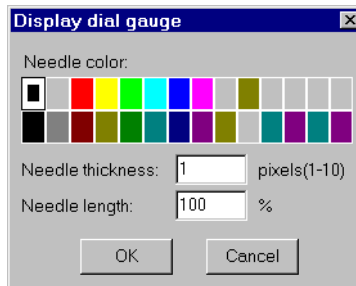 Display dial gauge
Needle color:
Needle thickness: 1 pixels(1-10)
Needle length: 100 %
OK Cancel